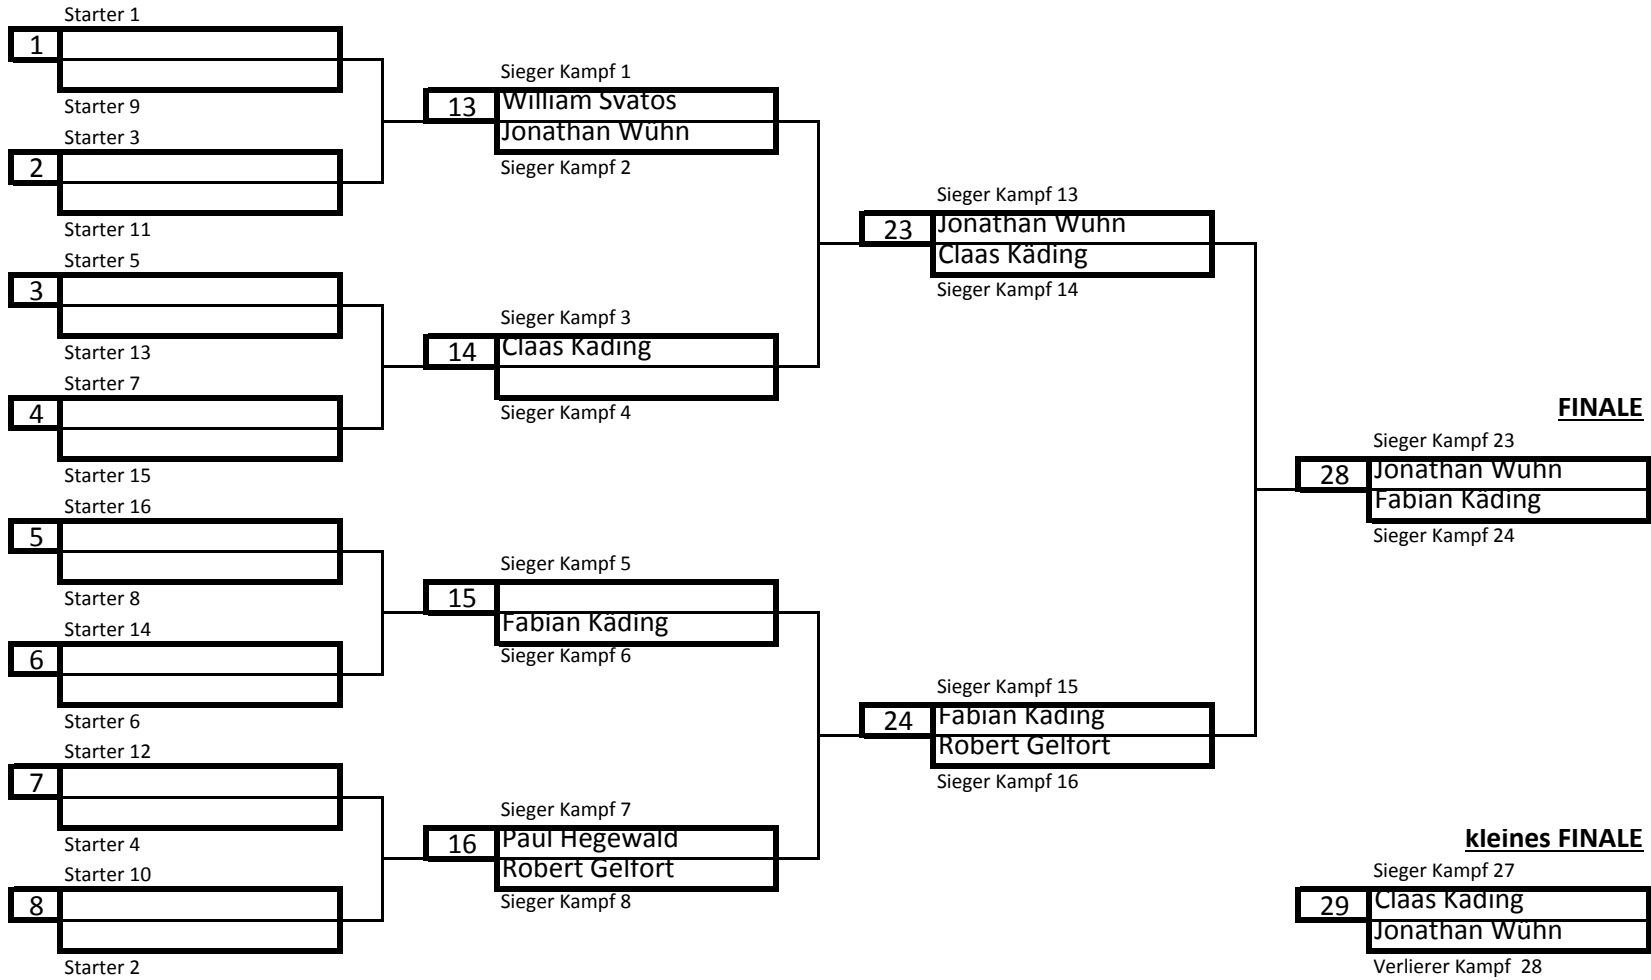 Starter 1
1
Starter 9
Starter 3
2
Starter 11
Starter 5
3
Starter 13
Starter 7
4
Starter 15
Starter 16
5
Starter 8
Starter 14
6
Starter 6
Starter 12
7
Starter 4
Starter 10
8
Starter 2
Sieger Kampf 1
13 William Svatos
Jonathan Wühn
Sieger Kampf 2
Sieger Kampf 3
14 Claas Käding
Sieger Kampf 4
Sieger Kampf 5
15
Fabian Käding
Sieger Kampf 6
Sieger Kampf 7
16 Paul Hegewald
Robert Gelfort
Sieger Kampf 8
Sieger Kampf 13
23 Jonathan Wühn
Claas Käding
Sieger Kampf 14
Sieger Kampf 15
24 Fabian Käding
Robert Gelfort
Sieger Kampf 16
FINALE
Sieger Kampf 23
28 Jonathan Wühn
Fabian Käding
Sieger Kampf 24
kleines FINALE
Sieger Kampf 27
29 Claas Käding
Jonathan Wühn
Verlierer Kampf 28